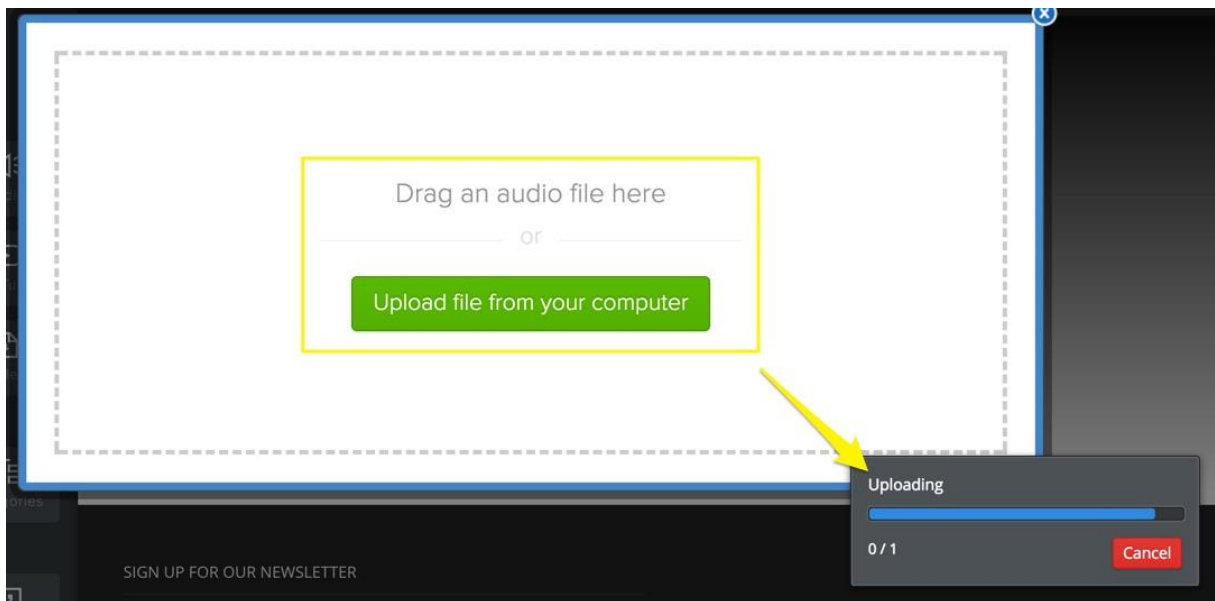 Drag an audio file here
or
Upload file from your computer
Uploading
0 / 1
Cancel
SIGN UP FOR OUR NEWSLETTER